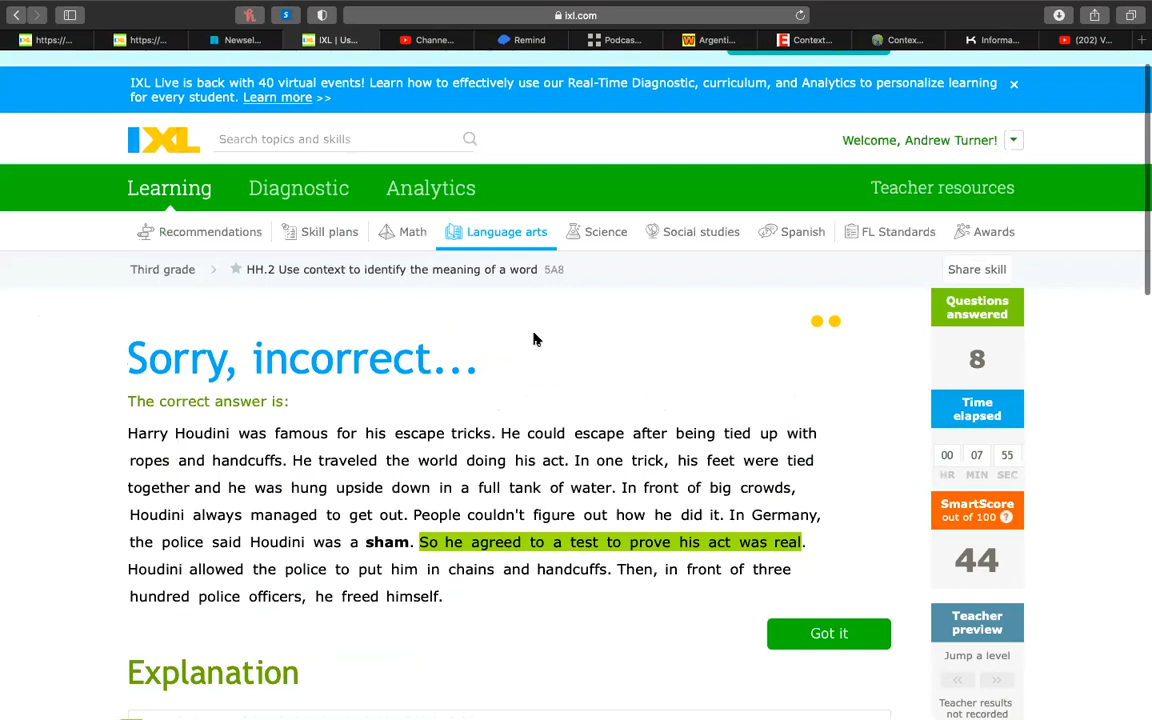 ixl.com
https://...
https://...
Newsel...
IXL | Us...
Channe...
Remind
Podcas...
Argenti...
Context...
Contex...
Informa...
(202) V...
IXL Live is back with 40 virtual events! Learn how to effectively use our Real-Time Diagnostic, curriculum, and Analytics to personalize learning
for every student. Learn more >>
IXL
Search topics and skills
Welcome, Andrew Turner!
Learning
Diagnostic
Analytics
Teacher resources
Recommendations
Skill plans
Math
Language arts
Science
Social studies
Spanish
FL Standards
Awards
Third grade > HH.2 Use context to identify the meaning of a word 5A8
Share skill
Questions
answered
8
Time
elapsed
00 07 55
HR MIN SEC
SmartScore
out of 100 ?
44
Teacher
preview
Jump a level
<< >>
Teacher results
not recorded
Sorry, incorrect...
The correct answer is:
Harry Houdini was famous for his escape tricks. He could escape after being tied up with
ropes and handcuffs. He traveled the world doing his act. In one trick, his feet were tied
together and he was hung upside down in a full tank of water. In front of big crowds,
Houdini always managed to get out. People couldn't figure out how he did it. In Germany,
the police said Houdini was a sham. So he agreed to a test to prove his act was real.
Houdini allowed the police to put him in chains and handcuffs. Then, in front of three
hundred police officers, he freed himself.
Got it
Explanation